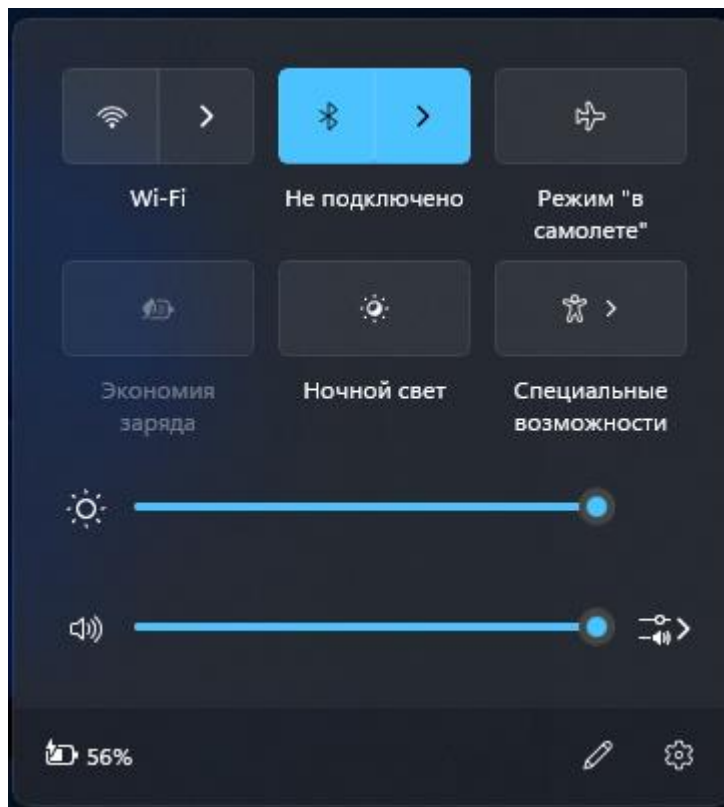 Wi-Fi
Не подключено
Режим "в
самолете"
Экономия
заряда
Ночной свет
Специальные
возможности
56%